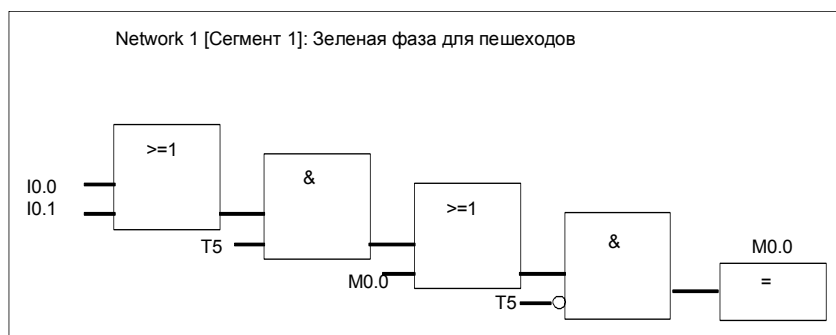 Network 1 [Сегмент 1]: Зеленая фаза для пешеходов
>=1
I0.0
I0.1
&
T5
>=1
M0.0
&
T5
M0.0
=